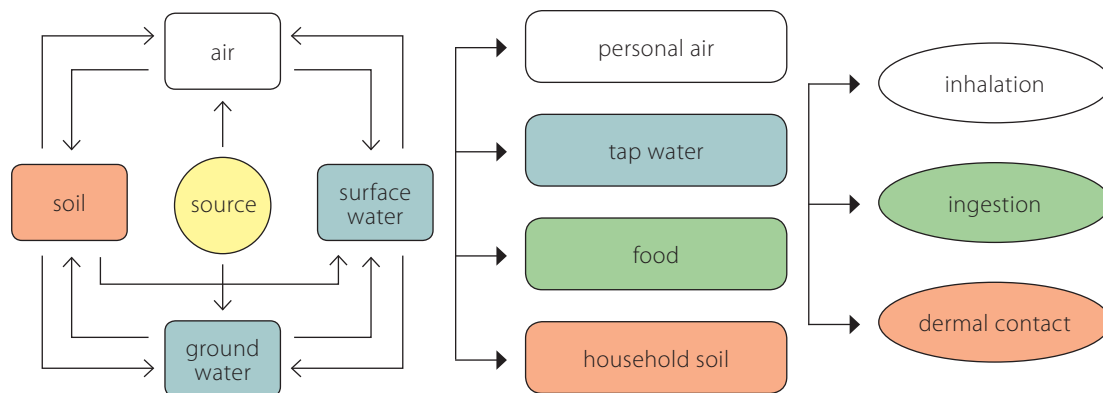 air
soil
source
surface
water
ground
water
personal air
tap water
food
household soil
inhalation
ingestion
dermal contact